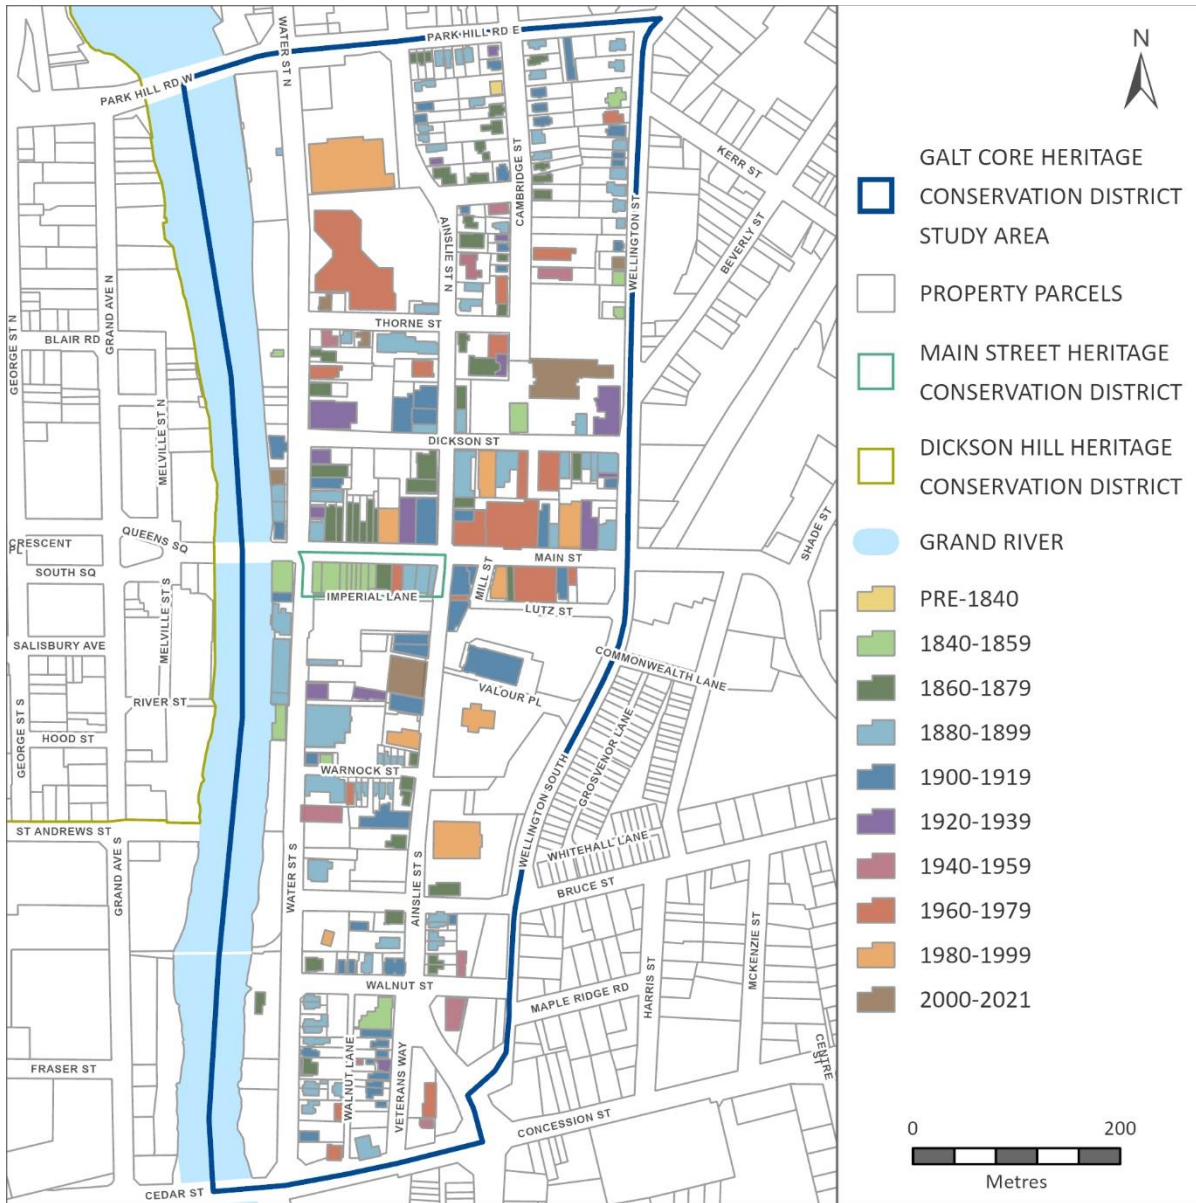 PARK HILL RD E
WATER ST N
PARK HILL RD W
N
KERR ST
CAMBRIDGE ST
AINSLIE ST N
WELLINGTON ST
BEVERLY ST
GRAND AVE N
GEORGE ST N
BLAIR RD
THORNE ST
MELVILLE ST N
DICKSON ST
SHADE ST
QUEENS SQ
CRESCENT
PL
SOUTH SQ
MAIN ST
MILL ST
IMPERIAL LANE
LUTZ ST
MELVILLE ST S
SALISBURY AVE
COMMONWEALTH LANE
VALOUR PL
RIVER ST
GEORGE ST S
HOOD ST
GROSVENOR LANE
WARNOCK ST
WELLINGTON SOUTH
ST ANDREWS ST
WHITEHALL LANE
GRAND AVE S
WATER ST S
AINSLIE ST S
BRUCE ST
MCKENZIE ST
HARRIS ST
WALNUT ST
MAPLE RIDGE RD
CENTRE
ST
FRASER ST
WALNUT LANE
VETERANS WAY
CONCESSION ST
CEDAR ST
GALT CORE HERITAGE
CONSERVATION DISTRICT
STUDY AREA
PROPERTY PARCELS
MAIN STREET HERITAGE
CONSERVATION DISTRICT
DICKSON HILL HERITAGE
CONSERVATION DISTRICT
GRAND RIVER
PRE-1840
1840-1859
1860-1879
1880-1899
1900-1919
1920-1939
1940-1959
1960-1979
1980-1999
2000-2021
0 200
Metres